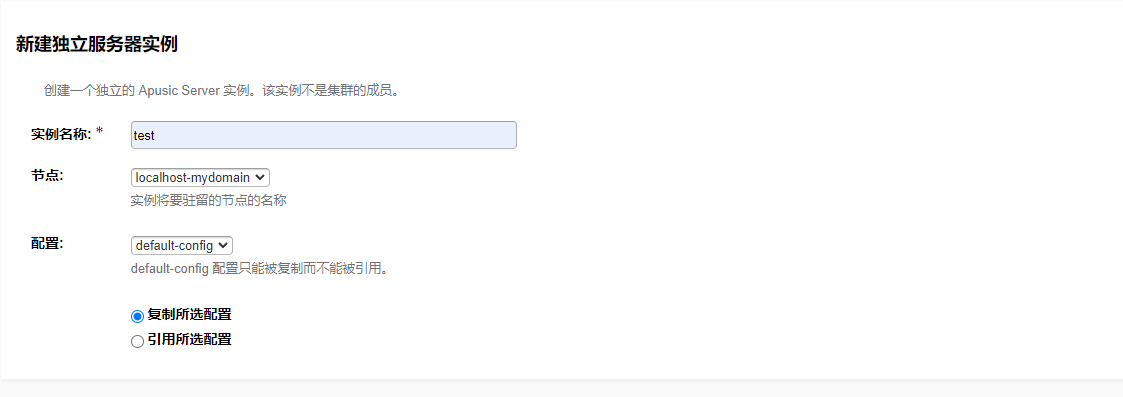 新建独立服务器实例
创建一个独立的 Apusic Server 实例。该实例不是集群的成员。
实例名称: * test
节点: localhost-mydomain
实例将要驻留的节点的名称
配置: default-config
default-config 配置只能被复制而不能被引用。
复制所选配置
引用所选配置